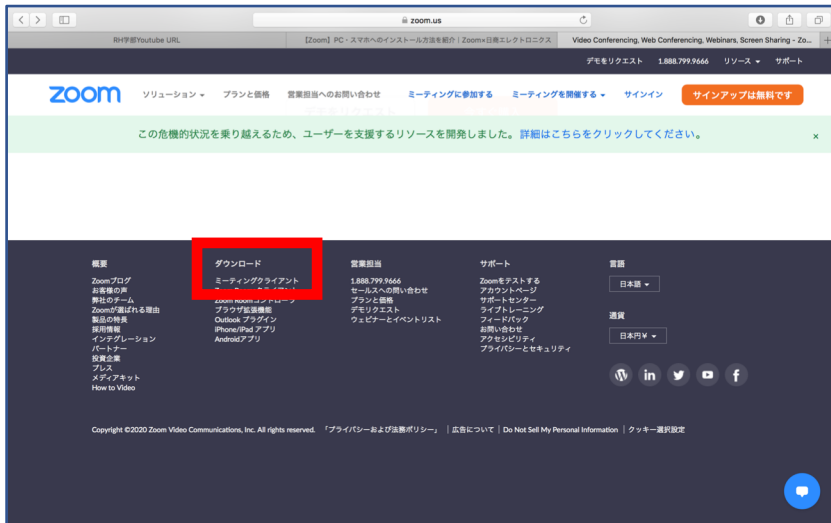 zoom.us
RH学部Youtube URL
【Zoom】PC・スマホへのインストール方法を紹介｜Zoom×日商エレクトロニクス
Video Conferencing, Web Conferencing, Webinars, Screen Sharing - Zo...
デモをリクエスト 1.888.799.9666 リソース サポート
zoom ソリューション プランと価格 営業担当へのお問い合わせ ミーティングに参加する ミーティングを開催する サインイン サインアップは無料です
この危機的状況を乗り越えるため、ユーザーを支援するリソースを開発しました。詳細はこちらをクリックしてください。 ×
概要
Zoomブログ
お客様の声
弊社のチーム
Zoomが選ばれる理由
製品の特長
採用情報
インテグレーション
パートナー
投資企業
プレス
メディアキット
How to Video
ダウンロード
ミーティングクライアント
Zoom Roomsコントローラ
ブラウザ拡張機能
Outlook プラグイン
iPhone/iPad アプリ
Androidアプリ
営業担当
1.888.799.9666
セールスへの問い合わせ
プランと価格
デモリクエスト
ウェビナーとイベントリスト
サポート
Zoomをテストする
アカウントページ
サポートセンター
ライブトレーニング
フィードバック
お問い合わせ
アクセシビリティ
プライバシーとセキュリティ
言語
日本語
通貨
日本円¥
in
f
Copyright ©2020 Zoom Video Communications, Inc. All rights reserved. 「プライバシーおよび法務ポリシー」 ｜広告について｜Do Not Sell My Personal Information｜クッキー選択設定